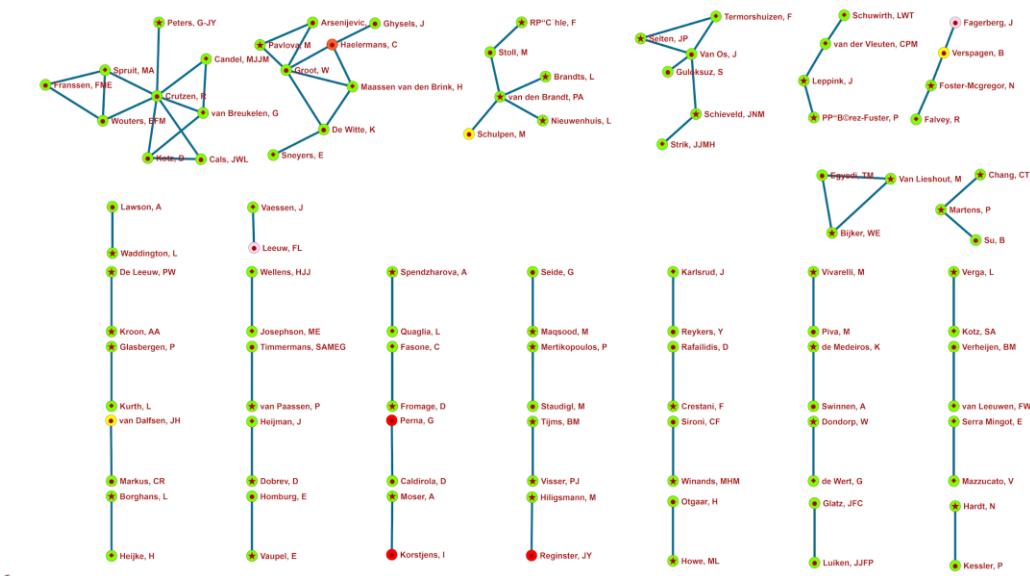 Peters, G-JY
Spruit, MA
Candel, MJJM
Franssen, FME
Crutzen, R
Wouters, EFM
van Breukelen, G
Kotz, D
Cals, JWL
Arsenijevic,
Ghysels, J
Pavlova, M
Haelermans, C
Groot, W
Maassen van den Brink, H
De Witte, K
Sneyers, E
RP°C¨hle, F
Stoll, M
Brandts, L
van den Brandt, PA
Nieuwenhuis, L
Schulpen, M
Termorshuizen, F
Selten, JP
Van Os, J
Guloksuz, S
Schieveld, JNM
Strik, JJMH
Schuwirth, LWT
van der Vleuten, CPM
Leppink, J
PP°B©rez-Fuster, P
Fagerberg, J
Verspagen, B
Foster-Mcgregor, N
Falvey, R
Egyedi, TM
Van Lieshout, M
Bijker, WE
Chang, CT
Martens, P
Su, B
Lawson, A
Waddington, L
Vaessen, J
Leeuw, FL
De Leeuw, PW
Kroon, AA
Wellens, HJJ
Josephson, ME
Spendzharova, A
Quaglia, L
Seide, G
Maqsood, M
Karlsrud, J
Reykers, Y
Vivarelli, M
Piva, M
Verga, L
Kotz, SA
Glasbergen, P
Kurth, L
Timmermans, SAMEG
van Paassen, P
Fasone, C
Fromage, D
Mertikopoulos, P
Staudigl, M
Rafailidis, D
Crestani, F
de Medeiros, K
Swinnen, A
Verheijen, BM
van Leeuwen, FW
van Dalfsen, JH
Markus, CR
Heijman, J
Dobrev, D
Perna, G
Caldirola, D
Tijms, BM
Visser, PJ
Sironi, CF
Winands, MHM
Dondorp, W
de Wert, G
Serra Mingot, E
Mazzucato, V
Borghans, L
Heijke, H
Homburg, E
Vaupel, E
Moser, A
Korstjens, I
Hiligsmann, M
Reginster, JY
Otgaar, H
Howe, ML
Glatz, JFC
Luiken, JJFP
Hardt, N
Kessler, P